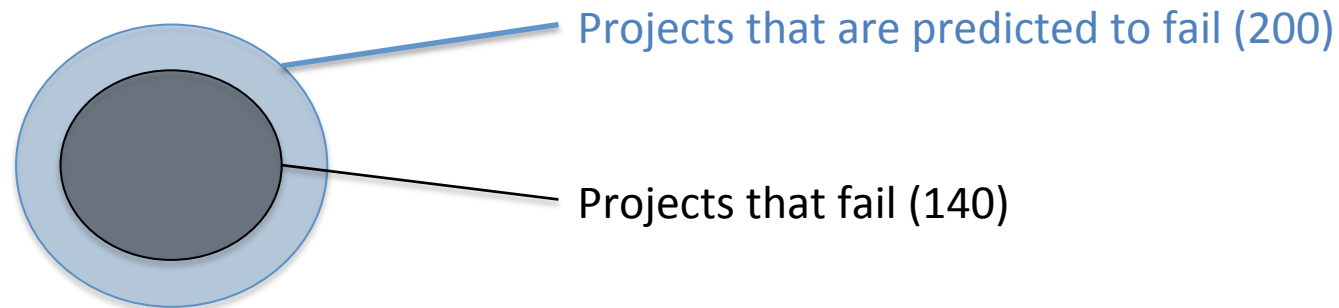 Projects that are predicted to fail (200)
Projects that fail (140)